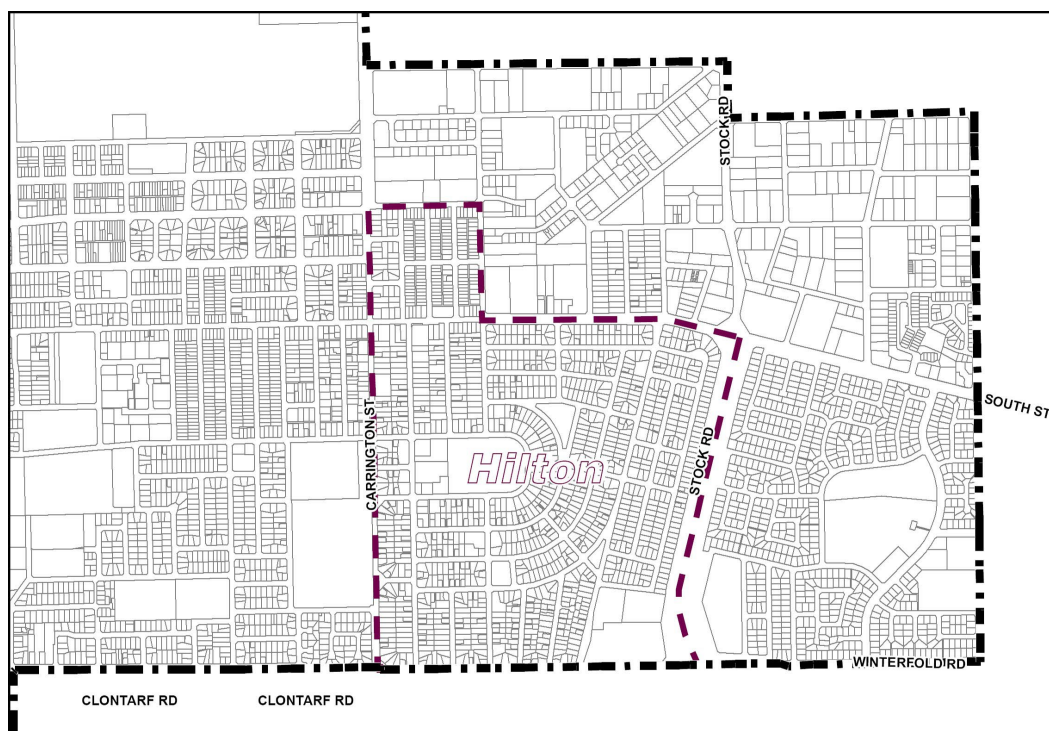 STOCK RD
SOUTH ST
CARRINGTON ST
Hilton
STOCK RD
WINTERFOLD RD
CLONTARF RD
CLONTARF RD